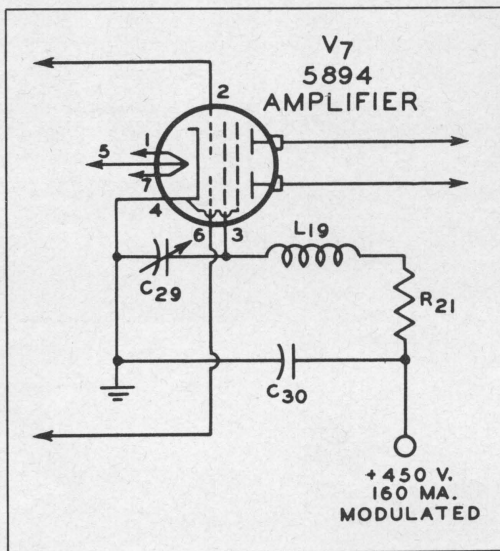 V7
5894
AMPLIFIER
2
1
5
7
4
6
3
L19
C29
R21
C30
+450 V.
160 MA.
MODULATED